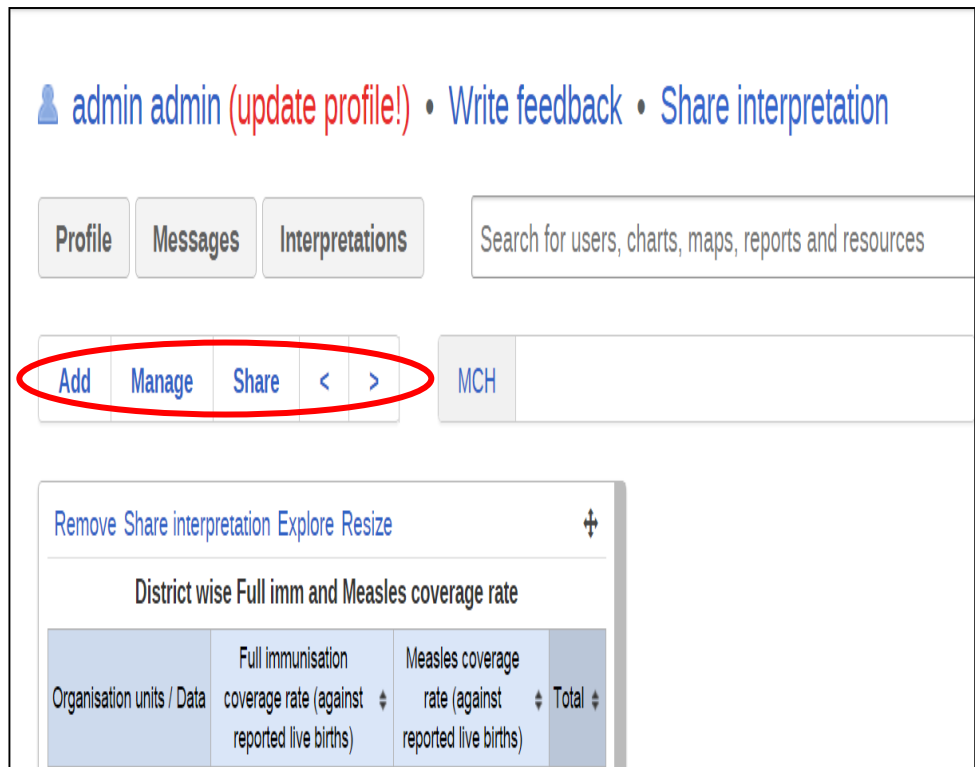 admin admin (update profile!) • Write feedback • Share interpretation
Profile Messages Interpretations Search for users, charts, maps, reports and resources
Add Manage Share < > MCH
Remove Share interpretation Explore Resize
District wise Full imm and Measles coverage rate
Organisation units / Data
Full immunisation
coverage rate (against
reported live births)
Measles coverage
rate (against
reported live births)
Total